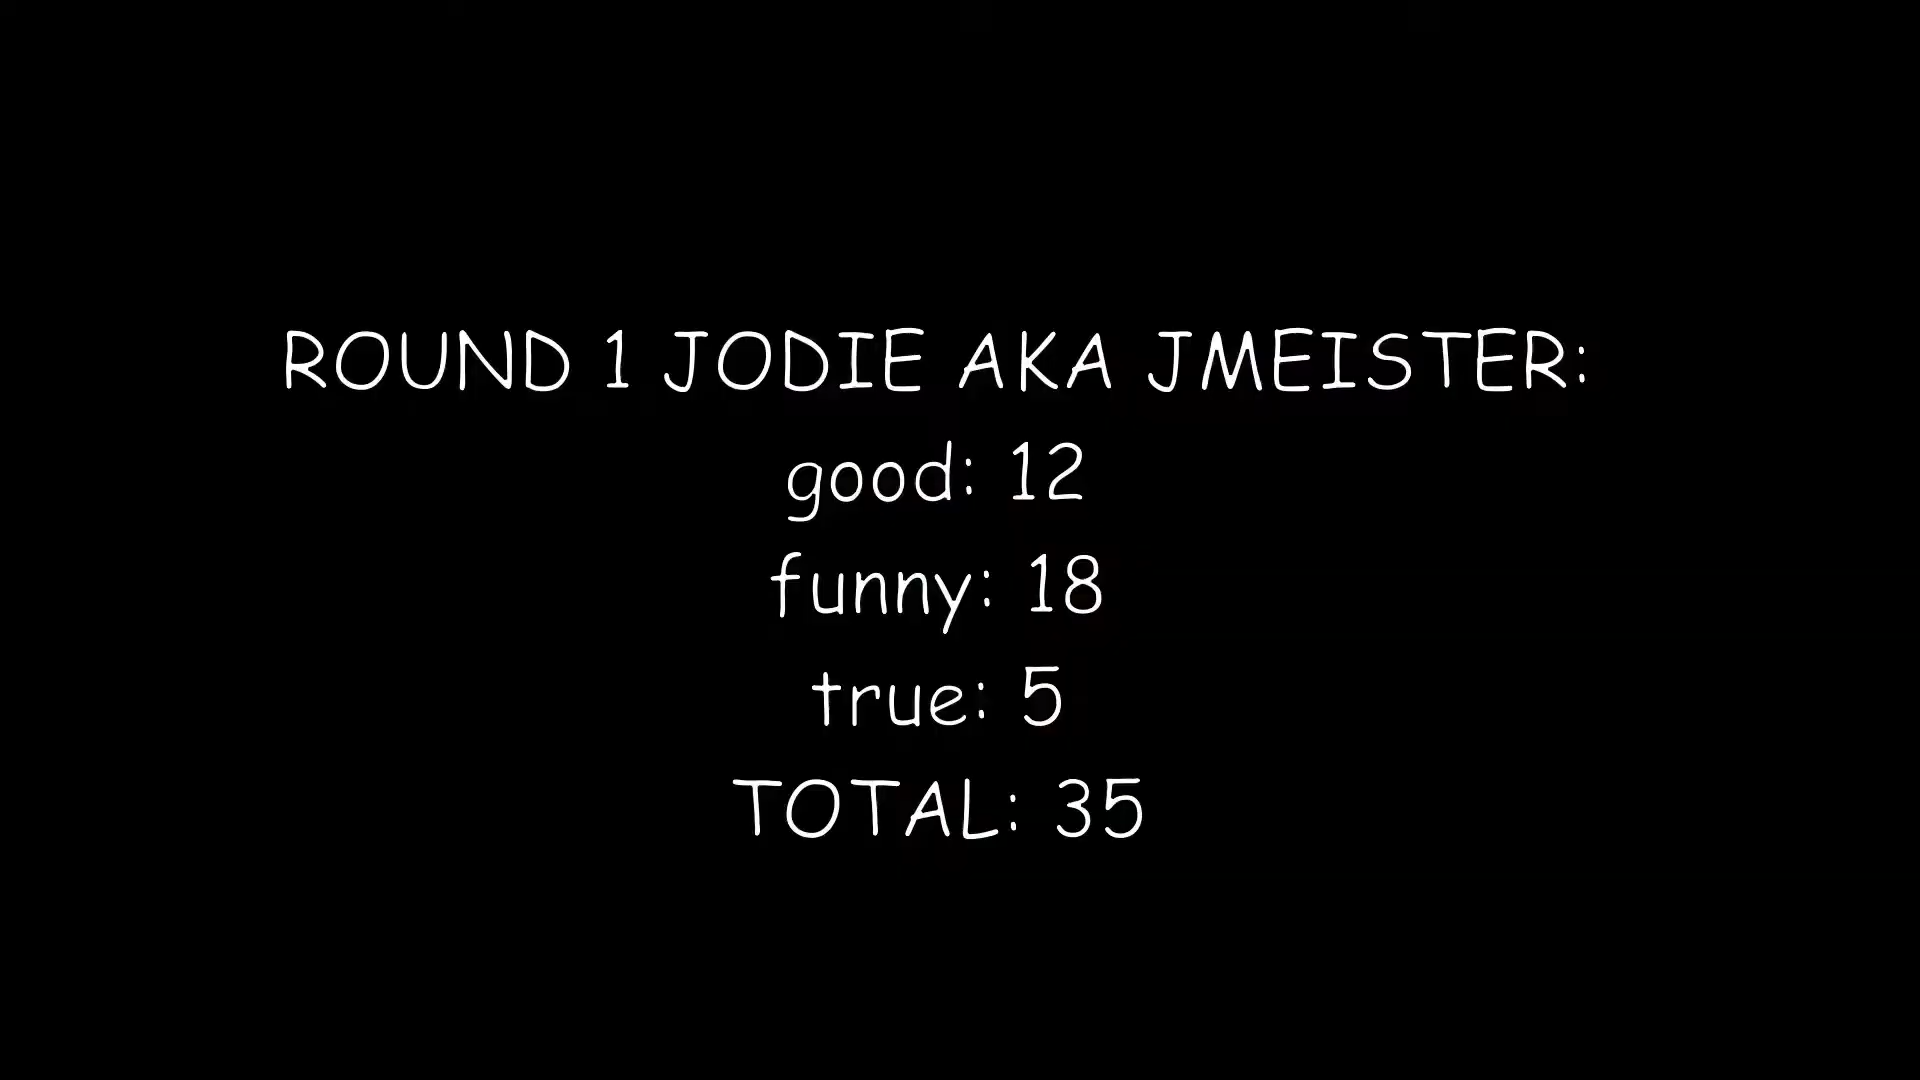 ROUND 1 JODIE AKA JMEISTER:
good: 12
funny: 18
true: 5
TOTAL: 35